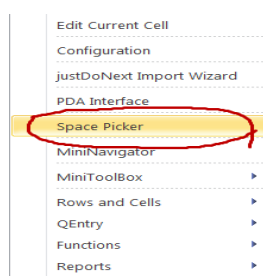 Edit Current Cell
Configuration
justDoNext Import Wizard
PDA Interface
Space Picker
MiniNavigator
MiniToolBox
Rows and Cells
QEntry
Functions
Reports